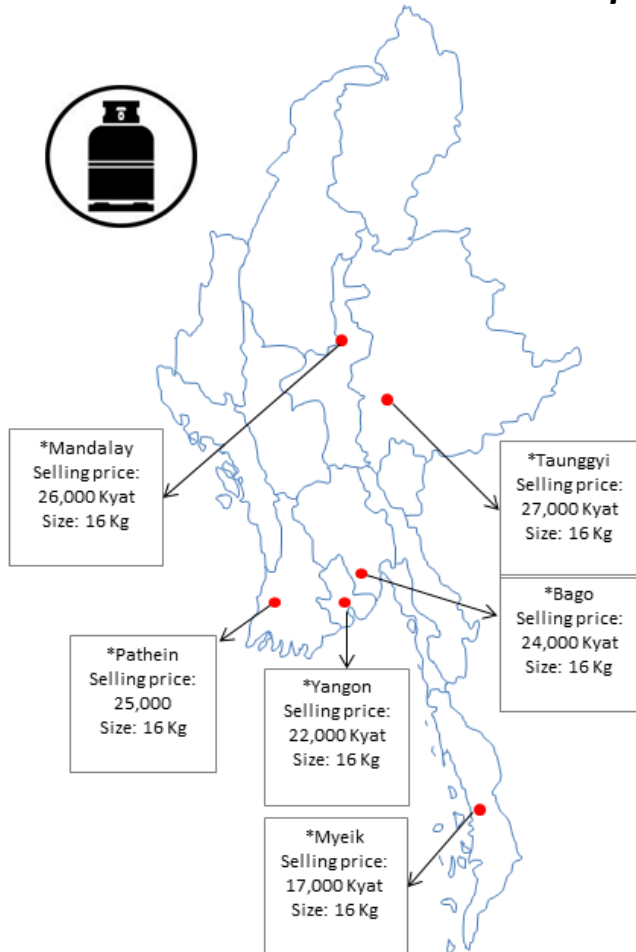 *Mandalay
Selling price:
26,000 Kyat
Size: 16 Kg
*Taunggyi
Selling price:
27,000 Kyat
Size: 16 Kg
*Bago
Selling price:
24,000 Kyat
Size: 16 Kg
*Pathein
Selling price:
25,000
Size: 16 Kg
*Yangon
Selling price:
22,000 Kyat
Size: 16 Kg
*Myeik
Selling price:
17,000 Kyat
Size: 16 Kg